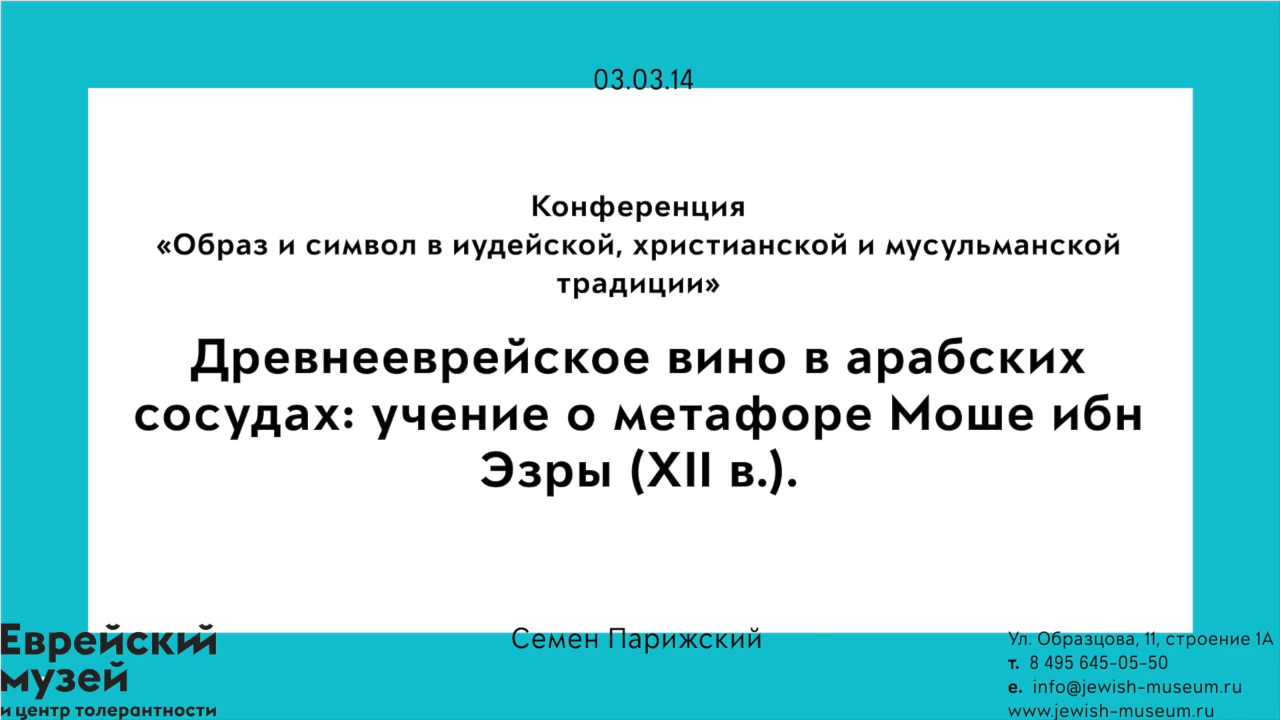 03.03.14
Конференция
«Образ и символ в иудейской, христианской и мусульманской
традиции»
Древнееврейское вино в арабских
сосудах: учение о метафоре Моше ибн
Эзры (XII в.).
Семен Парижский
Еврейский
музей
и центр толерантности
Ул. Образцова, 11, строение 1А
т. 8 495 645-05-50
e. info@jewish-museum.ru
www.jewish-museum.ru